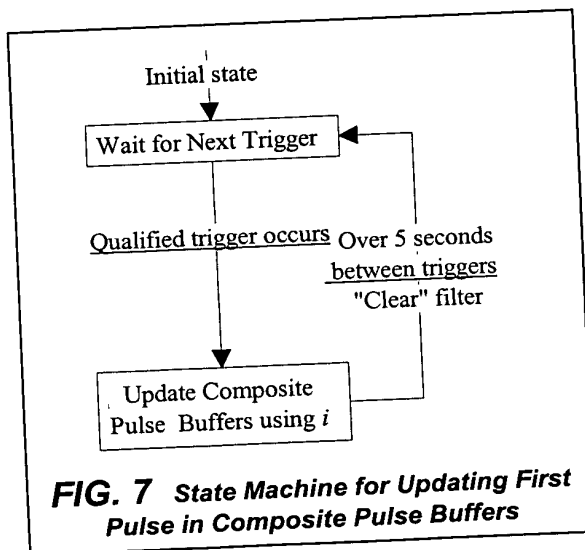 Initial state
Wait for Next Trigger
Qualified trigger occurs
Over 5 seconds
between triggers
"Clear" filter
Update Composite
Pulse Buffers using i
FIG. 7 State Machine for Updating First
Pulse in Composite Pulse Buffers